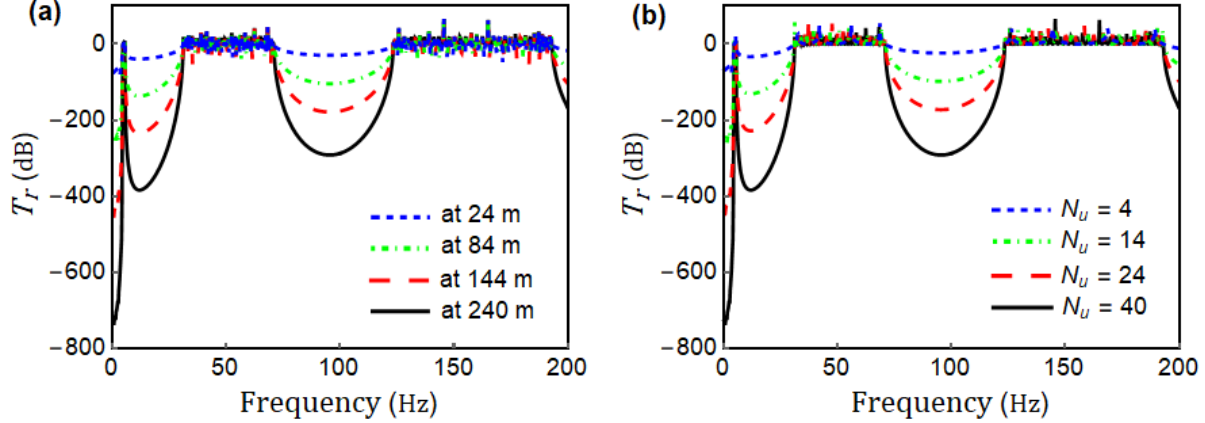 (a)
0
−200
−400
−600
−800
T_r (dB)
at 24 m
at 84 m
at 144 m
at 240 m
0 50 100 150 200
Frequency (Hz)
(b)
0
−200
−400
−600
−800
T_r (dB)
N_u = 4
N_u = 14
N_u = 24
N_u = 40
0 50 100 150 200
Frequency (Hz)